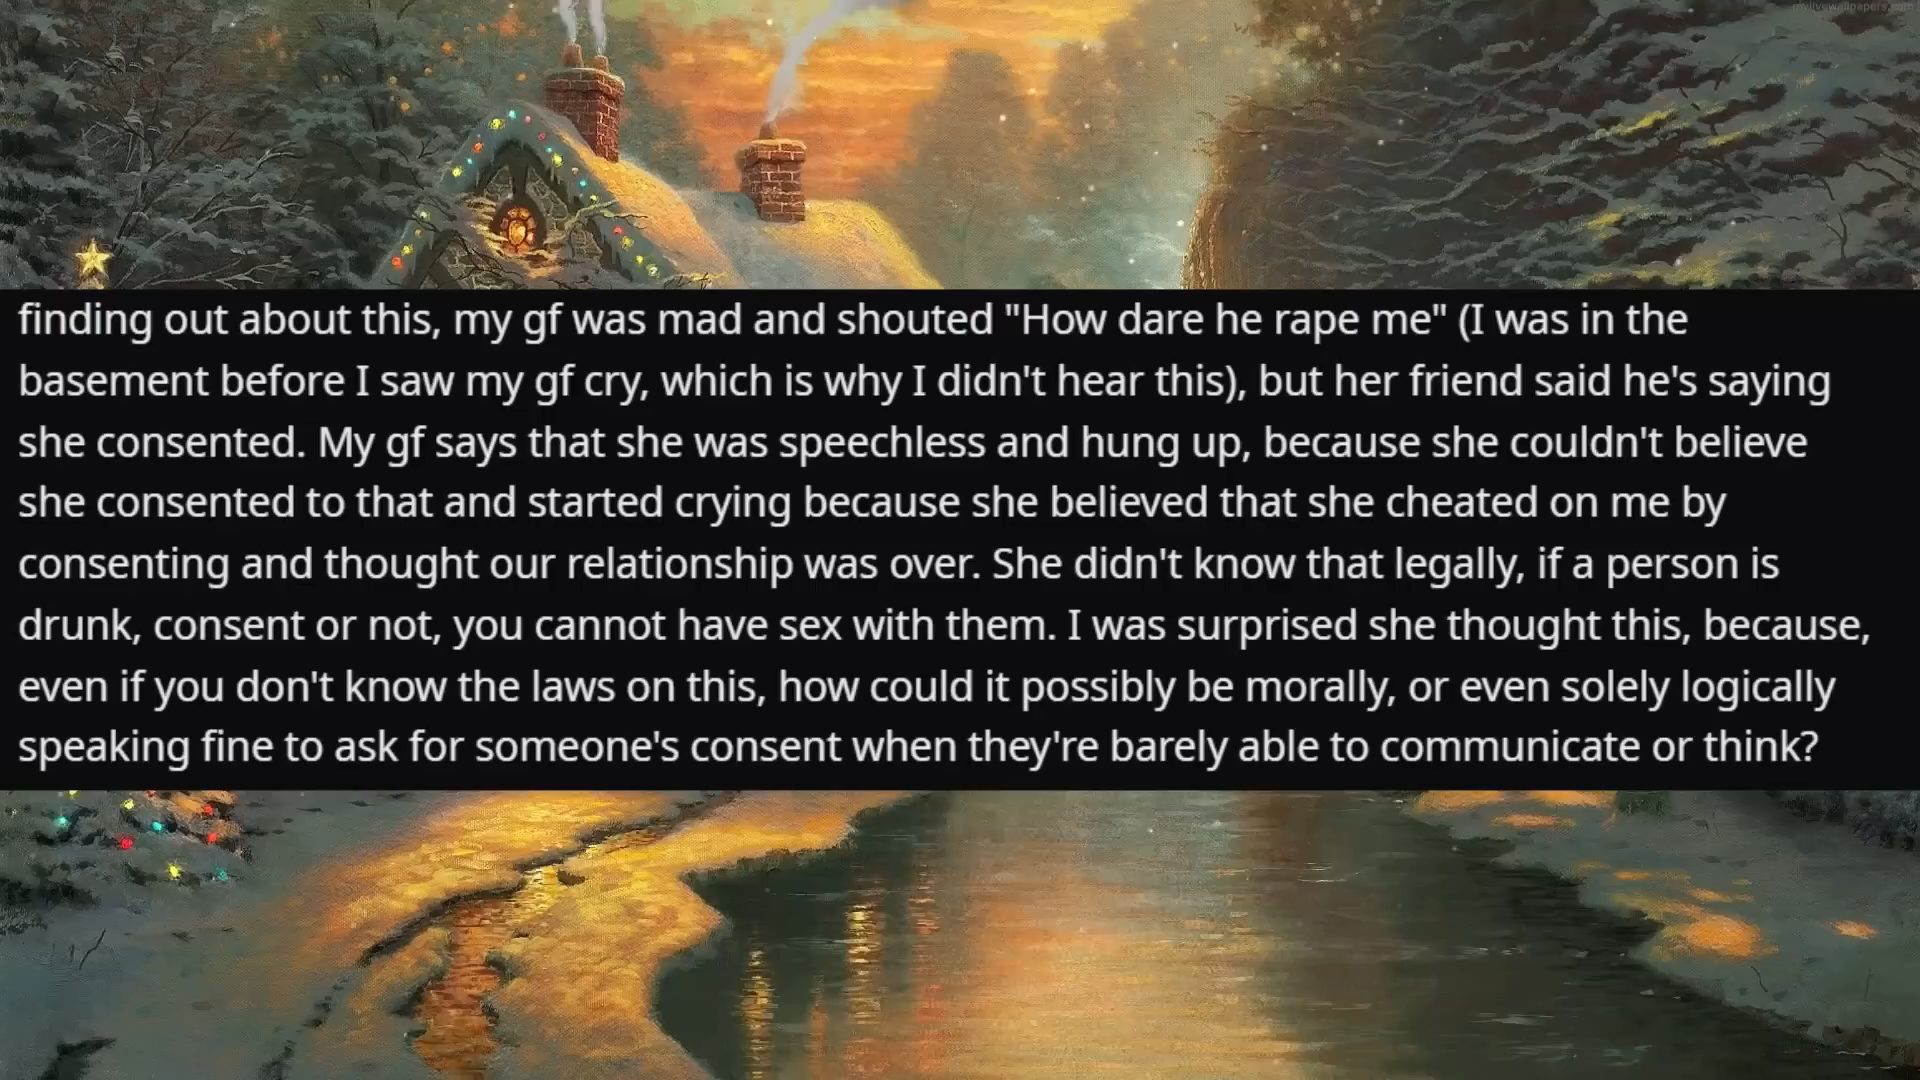 mylivewallpapers.com
finding out about this, my gf was mad and shouted "How dare he rape me" (I was in the
basement before I saw my gf cry, which is why I didn't hear this), but her friend said he's saying
she consented. My gf says that she was speechless and hung up, because she couldn't believe
she consented to that and started crying because she believed that she cheated on me by
consenting and thought our relationship was over. She didn't know that legally, if a person is
drunk, consent or not, you cannot have sex with them. I was surprised she thought this, because,
even if you don't know the laws on this, how could it possibly be morally, or even solely logically
speaking fine to ask for someone's consent when they're barely able to communicate or think?